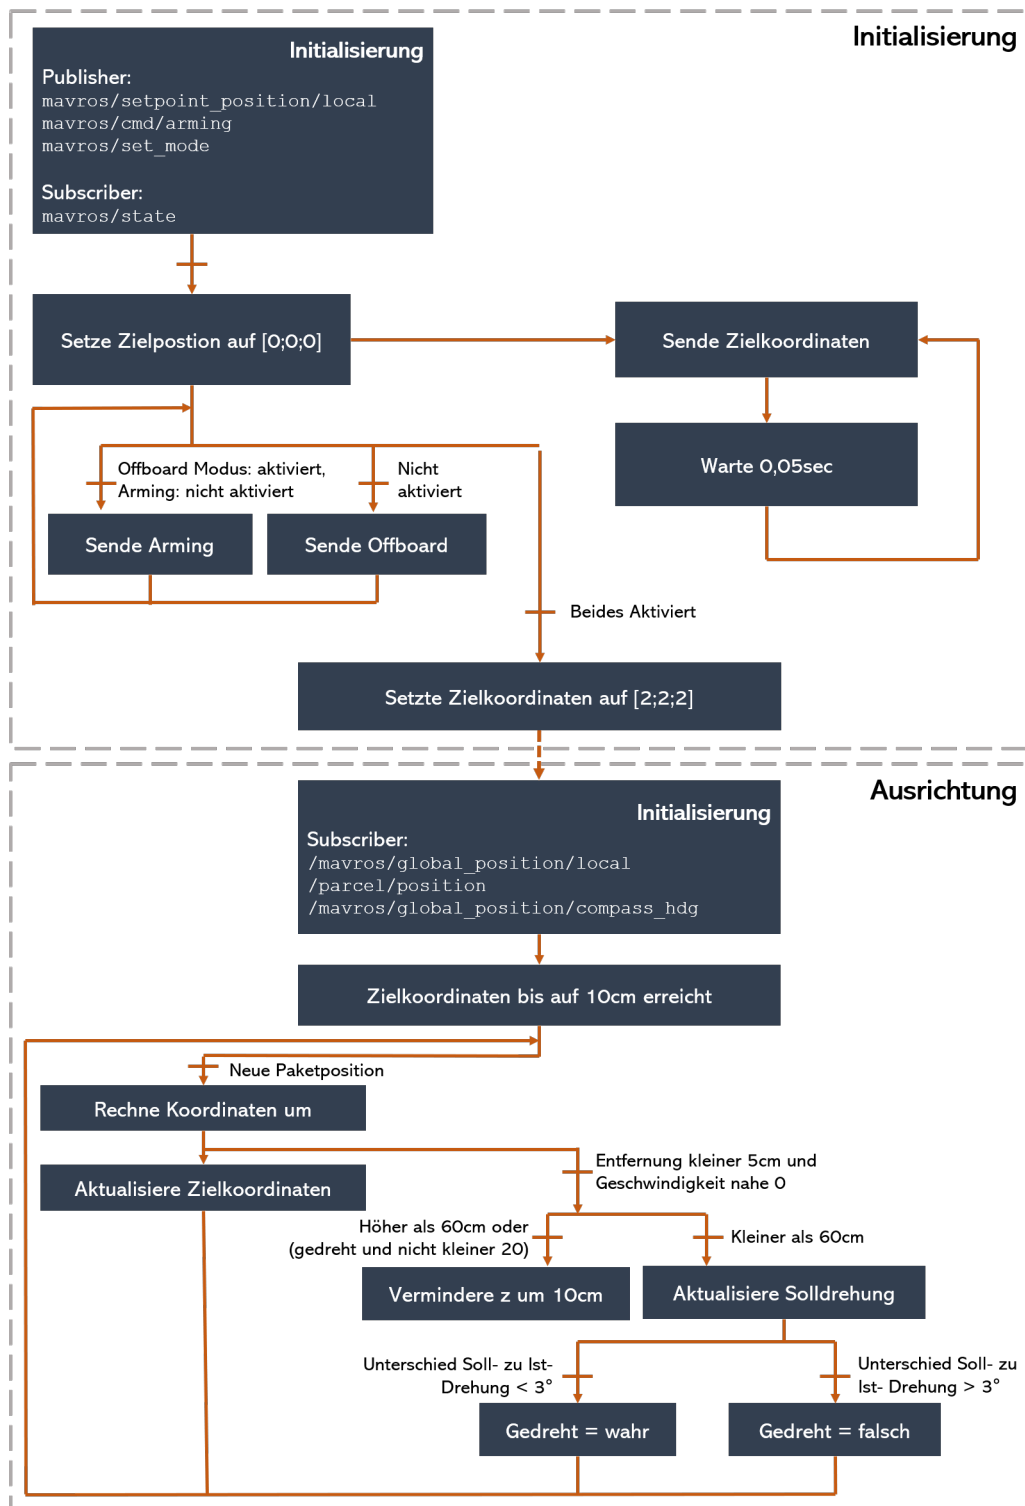 Initialisierung
Initialisierung
Publisher:
mavros/setpoint_position/local
mavros/cmd/arming
mavros/set_mode
Subscriber:
mavros/state
Setze Zielpostion auf [0;0;0]
Sende Zielkoordinaten
Warte 0,05sec
Offboard Modus: aktiviert,
Arming: nicht aktiviert
Nicht
aktiviert
Sende Arming
Sende Offboard
Beides Aktiviert
Setzte Zielkoordinaten auf [2;2;2]
Ausrichtung
Initialisierung
Subscriber:
/mavros/global_position/local
/parcel/position
/mavros/global_position/compass_hdg
Zielkoordinaten bis auf 10cm erreicht
Neue Paketposition
Rechne Koordinaten um
Aktualisiere Zielkoordinaten
Entfernung kleiner 5cm und
Geschwindigkeit nahe 0
Höher als 60cm oder
(gedreht und nicht kleiner 20)
Kleiner als 60cm
Vermindere z um 10cm
Aktualisiere Solldrehung
Unterschied Soll- zu Ist-
Drehung < 3°
Unterschied Soll- zu
Ist- Drehung > 3°
Gedreht = wahr
Gedreht = falsch